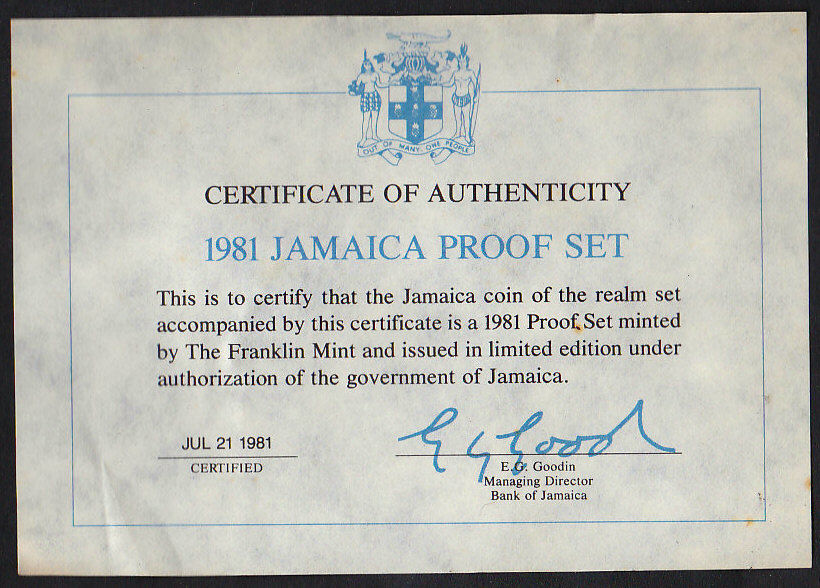 OUT OF MANY, ONE PEOPLE
CERTIFICATE OF AUTHENTICITY
1981 JAMAICA PROOF SET
This is to certify that the Jamaica coin of the realm set
accompanied by this certificate is a 1981 Proof Set minted
by The Franklin Mint and issued in limited edition under
authorization of the government of Jamaica.
JUL 21 1981
CERTIFIED
E.G. Goodin
Managing Director
Bank of Jamaica